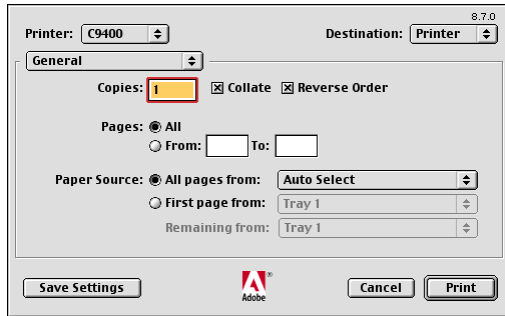 8.7.0
Printer: C9400 Destination: Printer
General
Copies: 1 Collate Reverse Order
Pages: All
From: To:
Paper Source: All pages from: Auto Select
First page from: Tray 1
Remaining from: Tray 1
Save Settings Adobe® Cancel Print